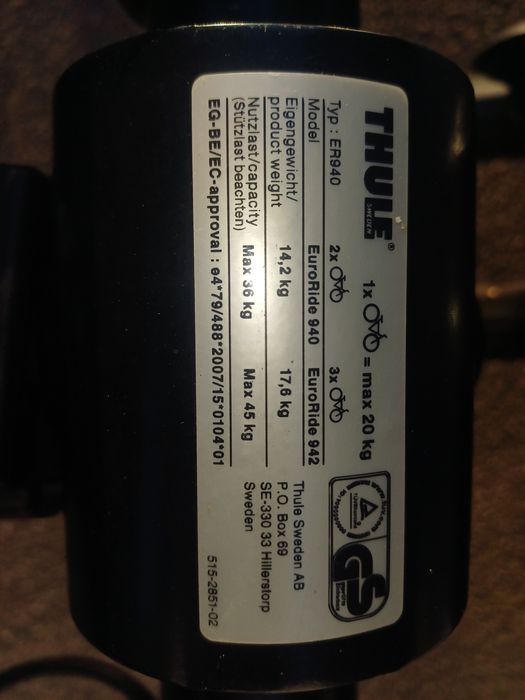 THULE®
SWEDEN
1x = max 20 kg
GS
Typ : ER940 2x 3x
Model EuroRide 940 EuroRide 942
Eigengewicht/
product weight 14,2 kg 17,6 kg
Nutzlast/capacity Max 36 kg Max 45 kg
(Stützlast beachten)
EG-BE/EC-approval : e4*79/488*2007/15*0104*01
Thule Sweden AB
P.O. Box 69
SE-330 33 Hillerstorp
Sweden
515-2851-02